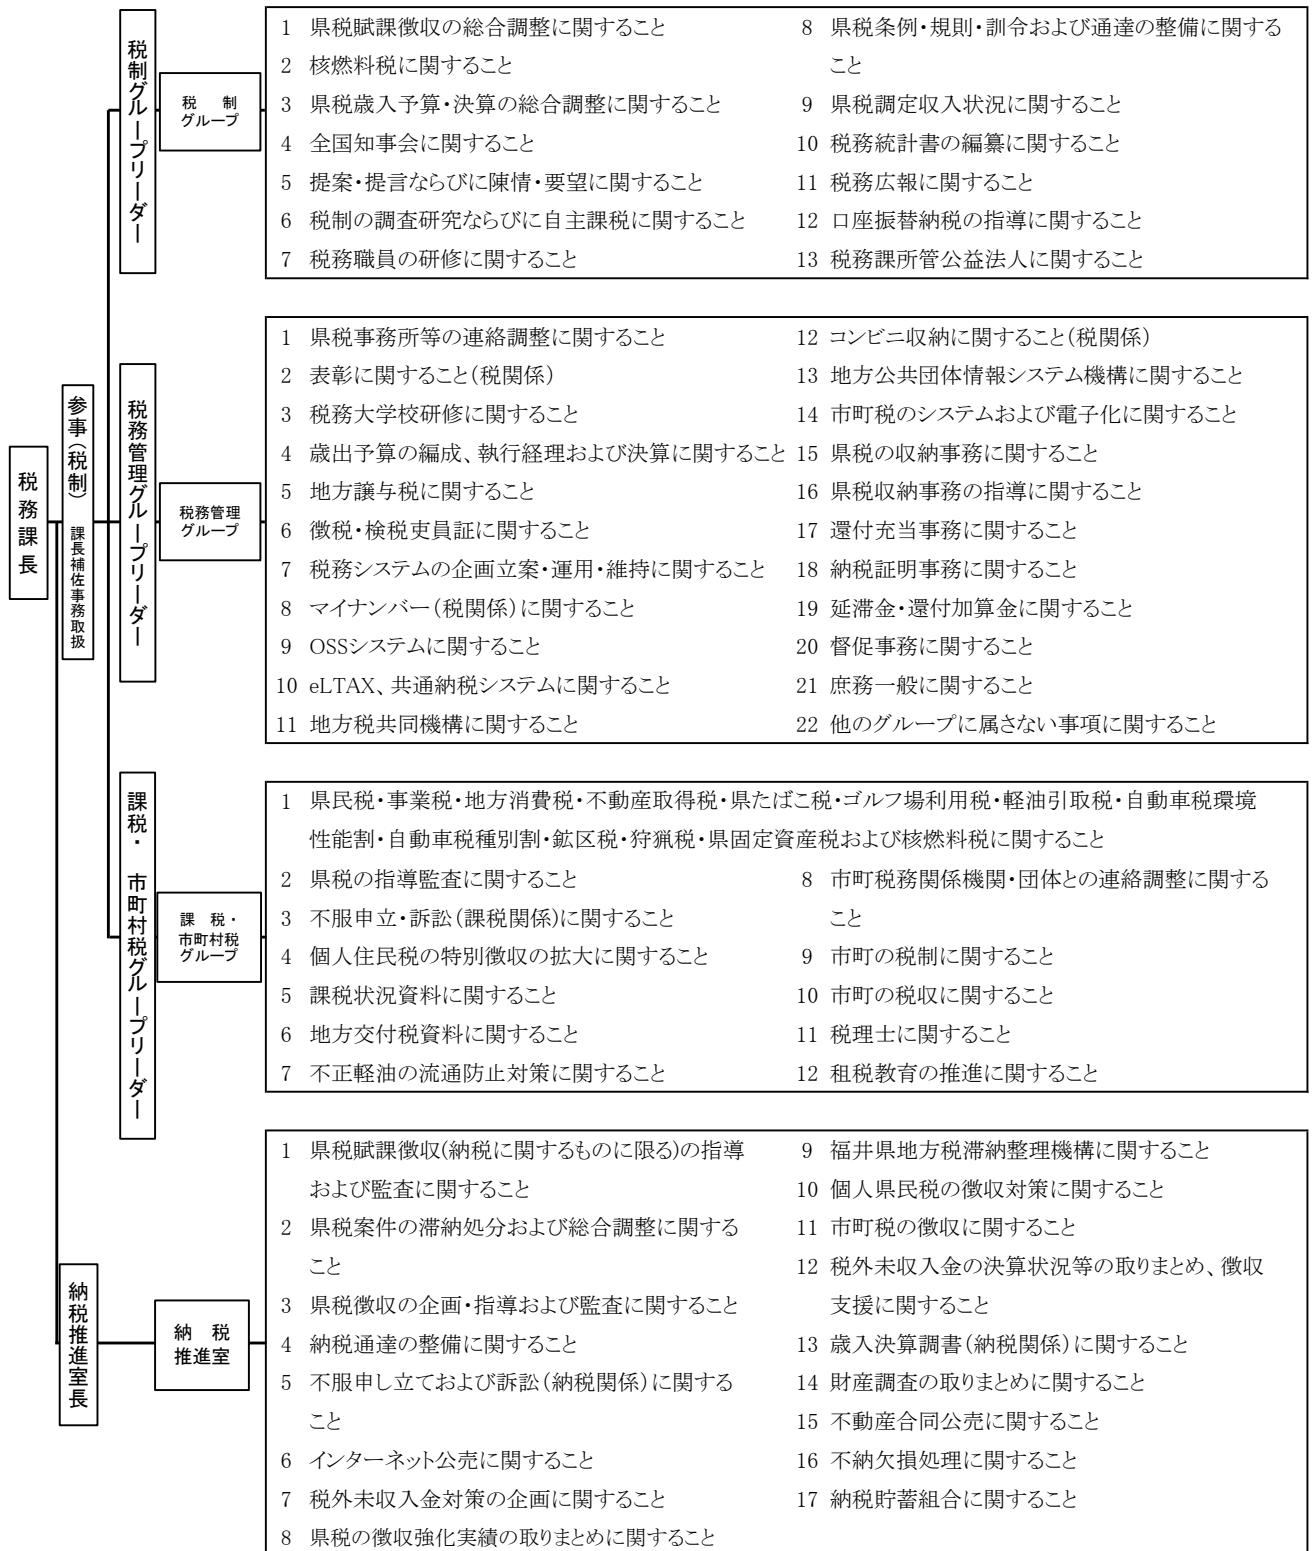 税務課長
参事(税制) 課長補佐事務取扱
税制グループリーダー
税 制
グループ
1 県税賦課徴収の総合調整に関すること
2 核燃料税に関すること
3 県税歳入予算・決算の総合調整に関すること
4 全国知事会に関すること
5 提案・提言ならびに陳情・要望に関すること
6 税制の調査研究ならびに自主課税に関すること
7 税務職員の研修に関すること
8 県税条例・規則・訓令および通達の整備に関する
こと
9 県税調定収入状況に関すること
10 税務統計書の編纂に関すること
11 税務広報に関すること
12 口座振替納税の指導に関すること
13 税務課所管公益法人に関すること
税務管理グループリーダー
税務管理
グループ
1 県税事務所等の連絡調整に関すること
2 表彰に関すること(税関係)
3 税務大学校研修に関すること
4 歳出予算の編成、執行経理および決算に関すること
5 地方譲与税に関すること
6 徴税・検税吏員証に関すること
7 税務システムの企画立案・運用・維持に関すること
8 マイナンバー(税関係)に関すること
9 OSSシステムに関すること
10 eLTAX、共通納税システムに関すること
11 地方税共同機構に関すること
12 コンビニ収納に関すること(税関係)
13 地方公共団体情報システム機構に関すること
14 市町税のシステムおよび電子化に関すること
15 県税の収納事務に関すること
16 県税収納事務の指導に関すること
17 還付充当事務に関すること
18 納税証明事務に関すること
19 延滞金・還付加算金に関すること
20 督促事務に関すること
21 庶務一般に関すること
22 他のグループに属さない事項に関すること
課税・ 市町村税グループリーダー
課 税・
市町村税
グループ
1 県民税・事業税・地方消費税・不動産取得税・県たばこ税・ゴルフ場利用税・軽油引取税・自動車税環境
性能割・自動車税種別割・鉱区税・狩猟税・県固定資産税および核燃料税に関すること
2 県税の指導監査に関すること
3 不服申立・訴訟(課税関係)に関すること
4 個人住民税の特別徴収の拡大に関すること
5 課税状況資料に関すること
6 地方交付税資料に関すること
7 不正軽油の流通防止対策に関すること
8 市町税務関係機関・団体との連絡調整に関する
こと
9 市町の税制に関すること
10 市町の税収に関すること
11 税理士に関すること
12 租税教育の推進に関すること
納税推進室長
納 税
推進室
1 県税賦課徴収(納税に関するものに限る)の指導
および監査に関すること
2 県税案件の滞納処分および総合調整に関する
こと
3 県税徴収の企画・指導および監査に関すること
4 納税通達の整備に関すること
5 不服申し立ておよび訴訟(納税関係)に関する
こと
6 インターネット公売に関すること
7 税外未収入金対策の企画に関すること
8 県税の徴収強化実績の取りまとめに関すること
9 福井県地方税滞納整理機構に関すること
10 個人県民税の徴収対策に関すること
11 市町税の徴収に関すること
12 税外未収入金の決算状況等の取りまとめ、徴収
支援に関すること
13 歳入決算調書(納税関係)に関すること
14 財産調査の取りまとめに関すること
15 不動産合同公売に関すること
16 不納欠損処理に関すること
17 納税貯蓄組合に関すること